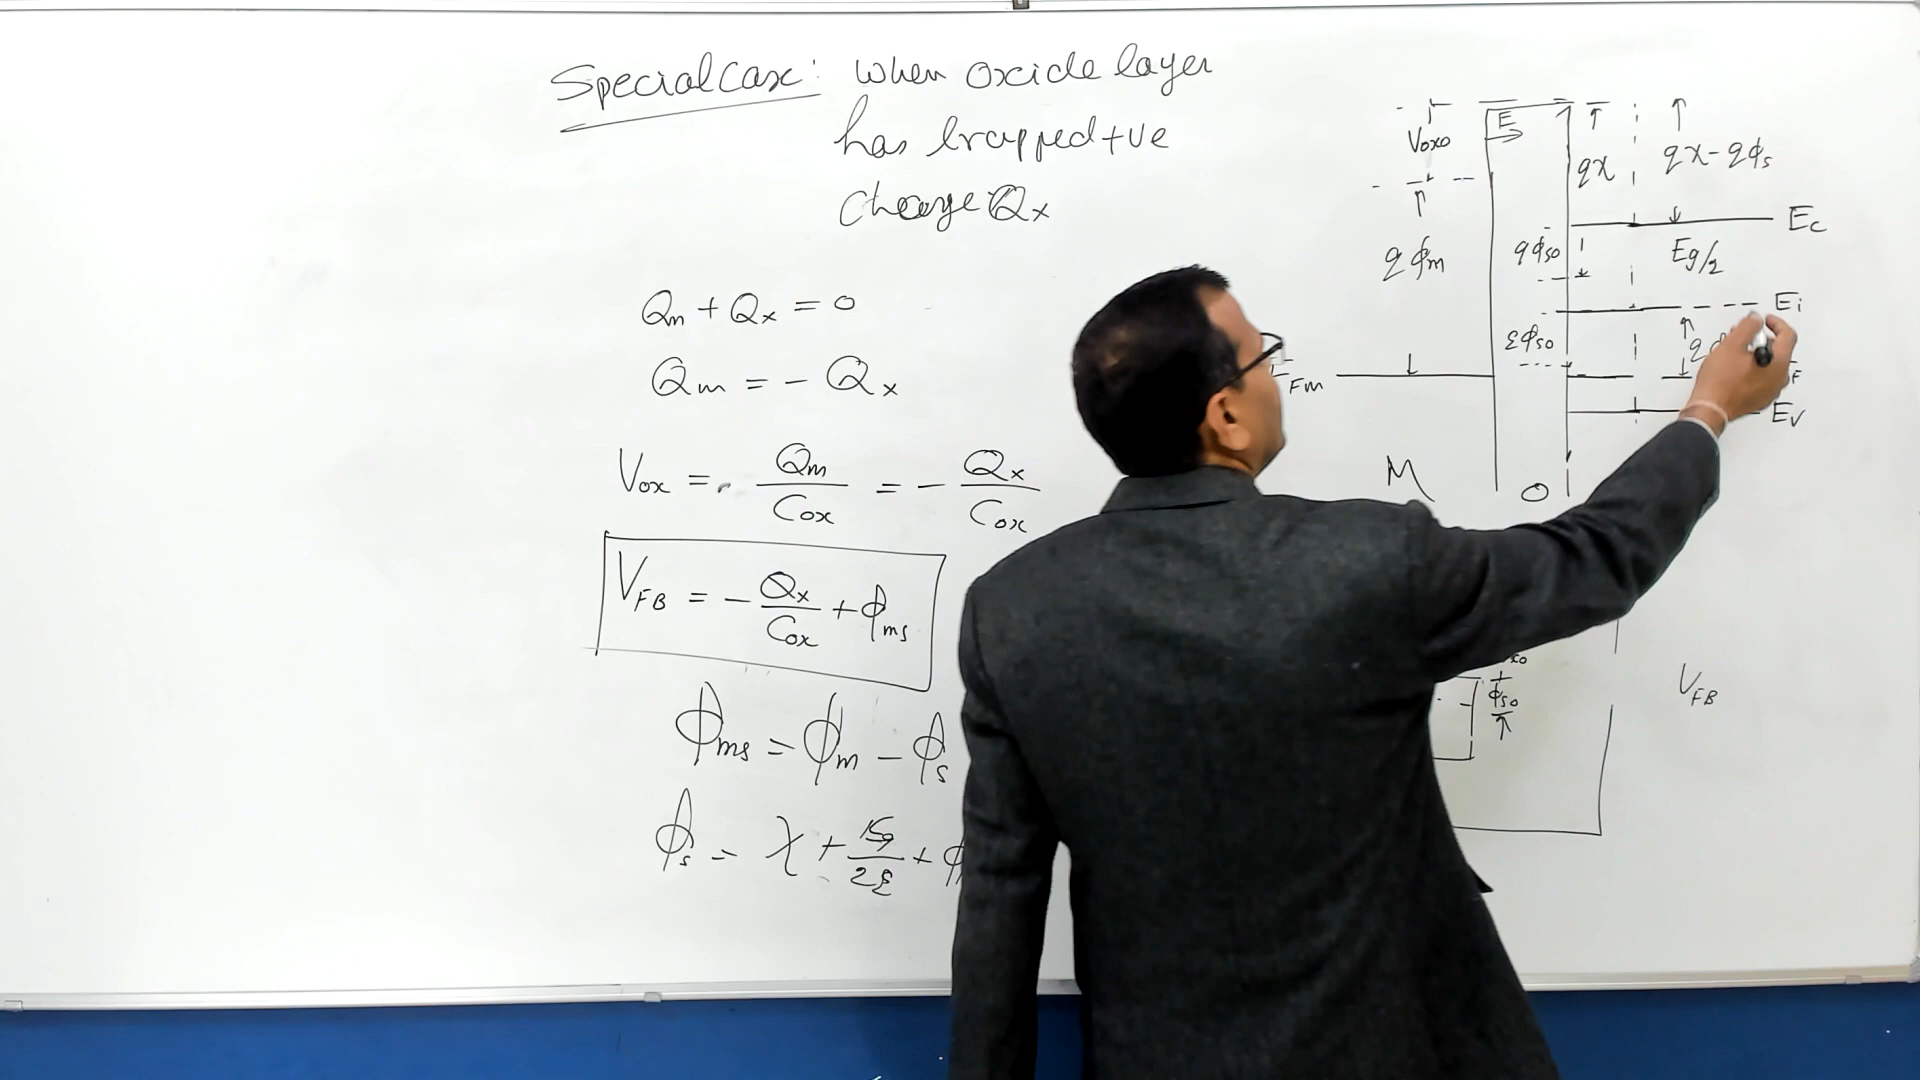 Special Case: When oxide layer
has trapped +ve
charge Qx
Qm + Qx = 0
Qm = - Qx
Vox = Qm/Cox = - Qx/Cox
VFB = - Qx/Cox + ϕms
ϕms = ϕm - ϕs
ϕs = χ + Eg/2q + ϕ
E
Voxo
qχ
qχ - qϕs
Ec
qϕm
qϕso
Eg/2
Ei
qϕso
Fm
Ev
M
O
ϕso
VFB